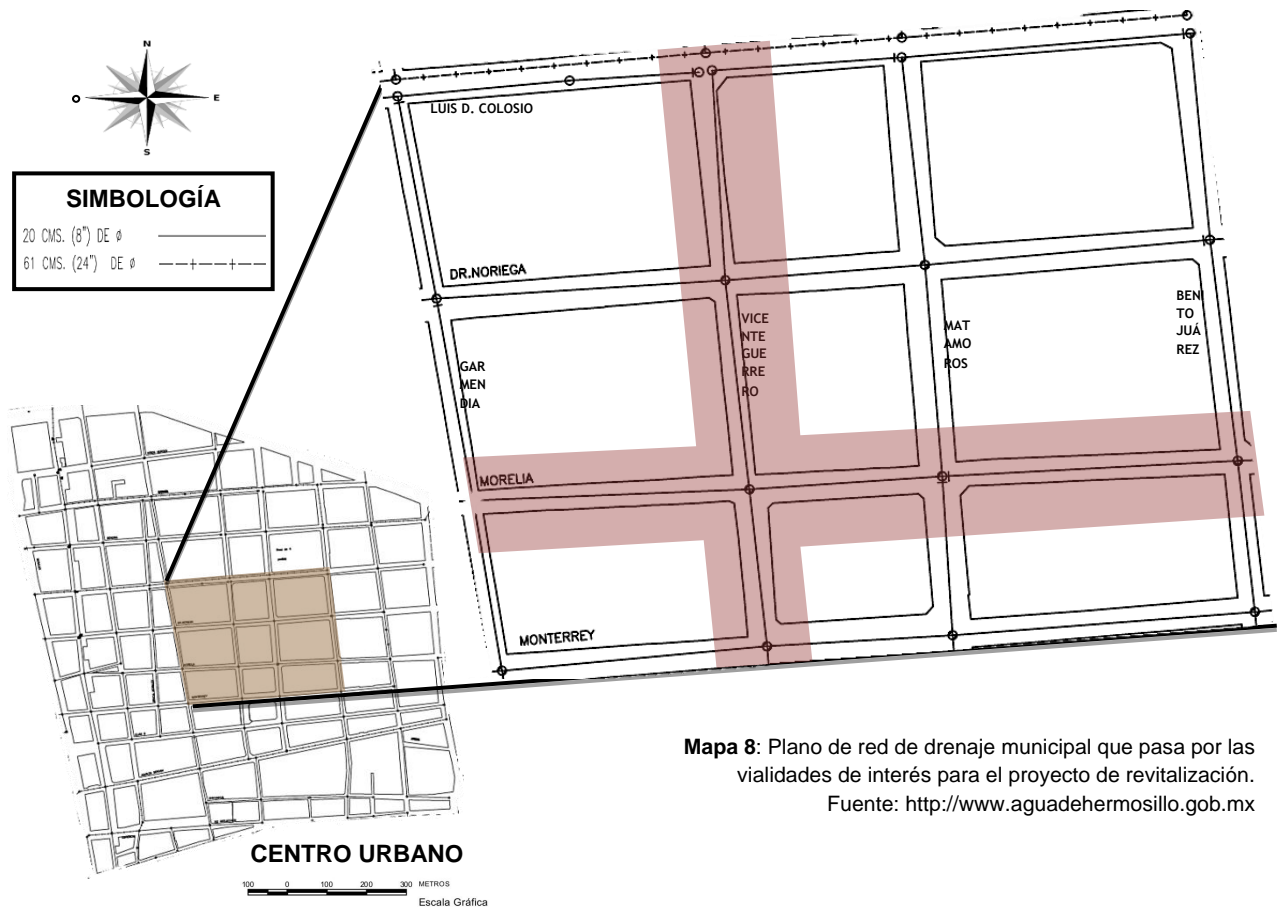 N
O
E
S
SIMBOLOGÍA
20 CMS. (8") DE ø
61 CMS. (24") DE ø
LUIS D. COLOSIO
DR.NORIEGA
GAR
MEN
DIA
VICE
NTE
GUE
RRE
RO
MAT
AMO
ROS
BEN
TO
JUÁ
REZ
MORELIA
MONTERREY
Mapa 8: Plano de red de drenaje municipal que pasa por las
vialidades de interés para el proyecto de revitalización.
Fuente: http://www.aguadehermosillo.gob.mx
CENTRO URBANO
100 0 100 200 300 METROS
Escala Gráfica